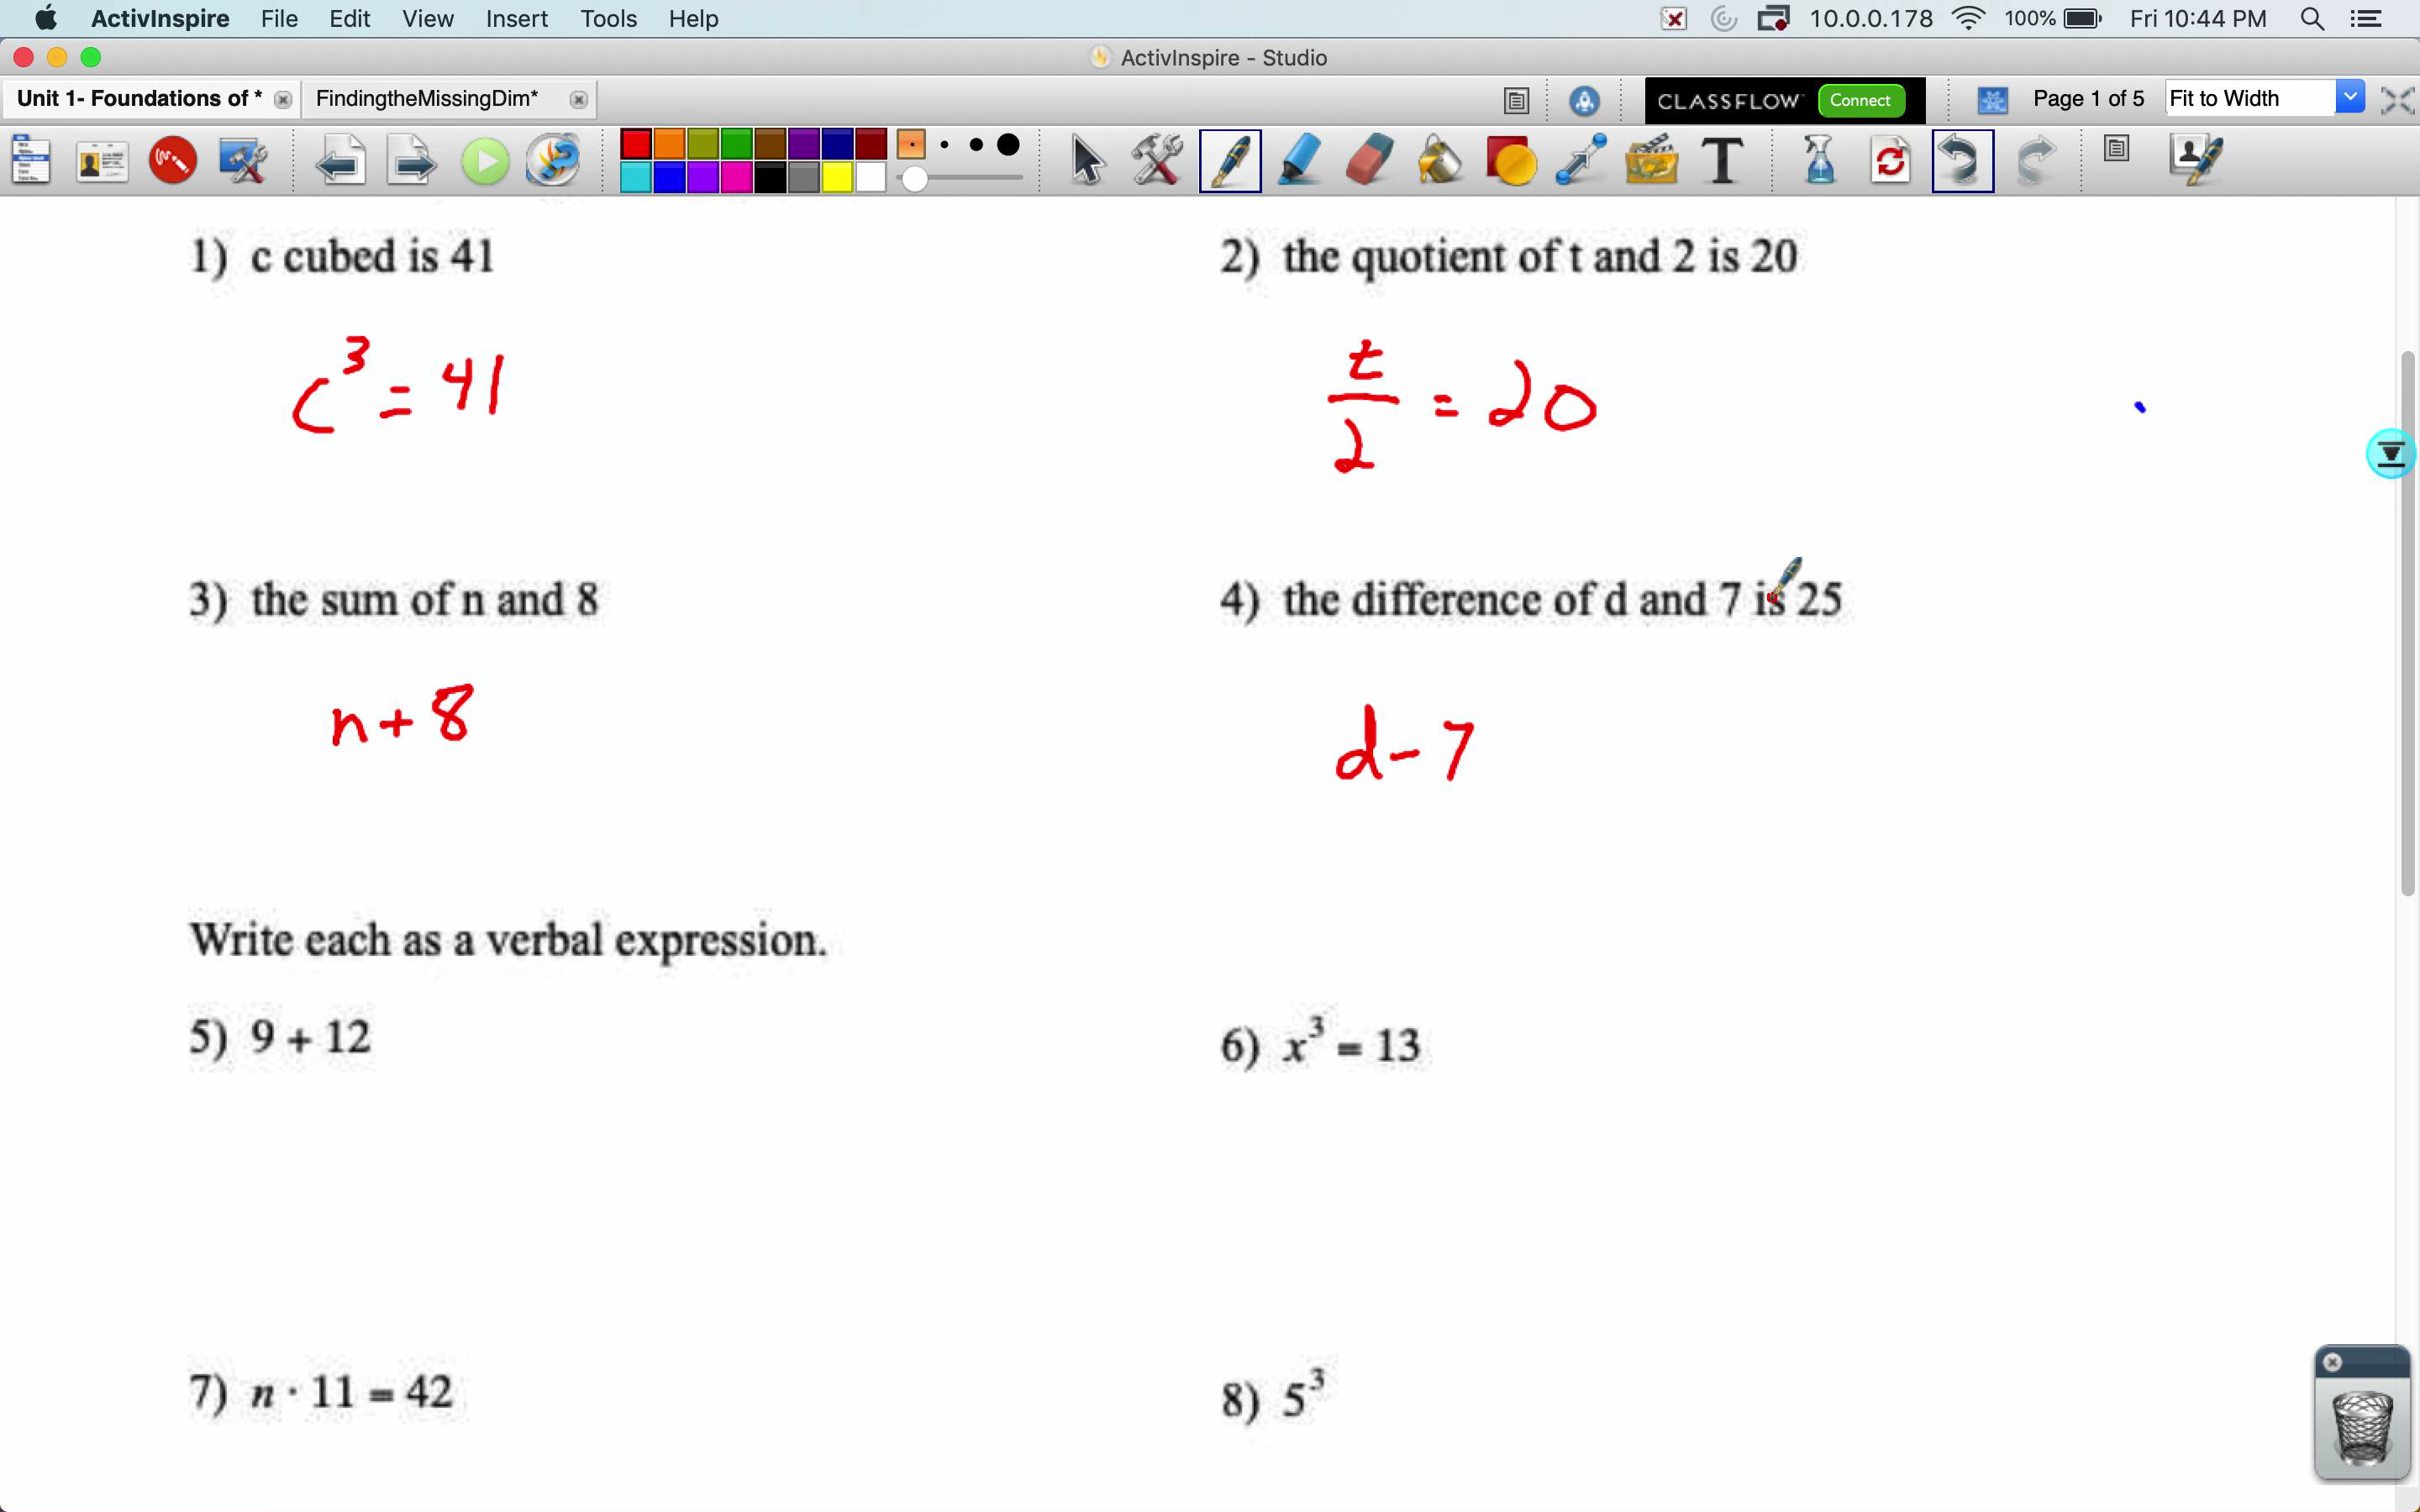 ActivInspire File Edit View Insert Tools Help 10.0.0.178 100% Fri 10:44 PM
ActivInspire - Studio
Unit 1- Foundations of * FindingtheMissingDim* CLASSFLOW Connect Page 1 of 5 Fit to Width
T
1) c cubed is 41
2) the quotient of t and 2 is 20
c³ = 41
t/2 = 20
3) the sum of n and 8
4) the difference of d and 7 is 25
n + 8
d - 7
Write each as a verbal expression.
5) 9 + 12
6) x³ = 13
7) n · 11 = 42
8) 5³